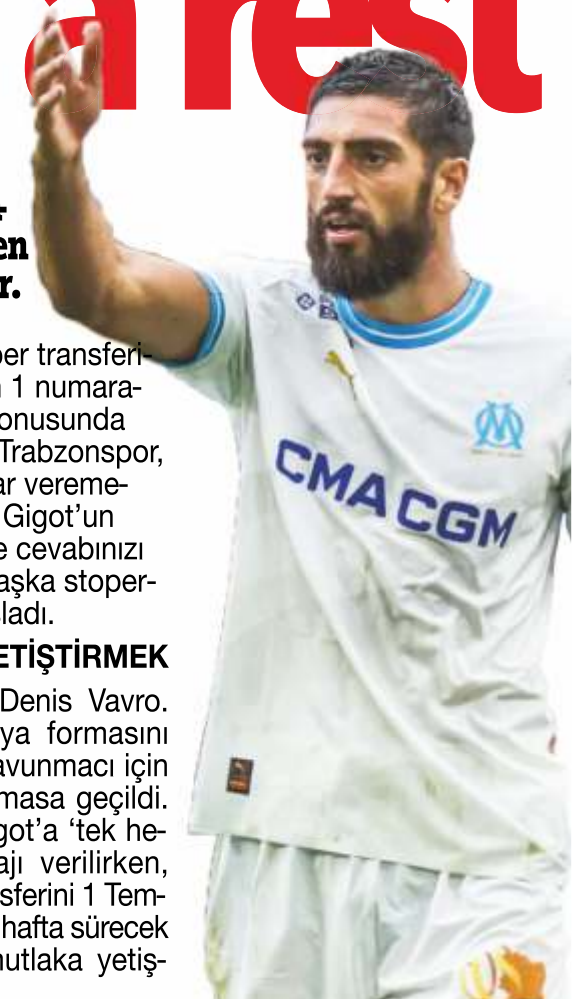 a rest
en
r.
er transferi-
1 numara-
onusunda
Trabzonspor,
ar vereme-
Gigot'un
e cevabınızı
aşka stoper-
ladı.
ETİŞTİRMEK
Denis Vavro.
ya formasını
avunmacı için
masa geçildi.
got'a 'tek he-
ajı verilirken,
sferini 1 Tem-
hafta sürecek
mutlaka yetiş-
CMA CGM